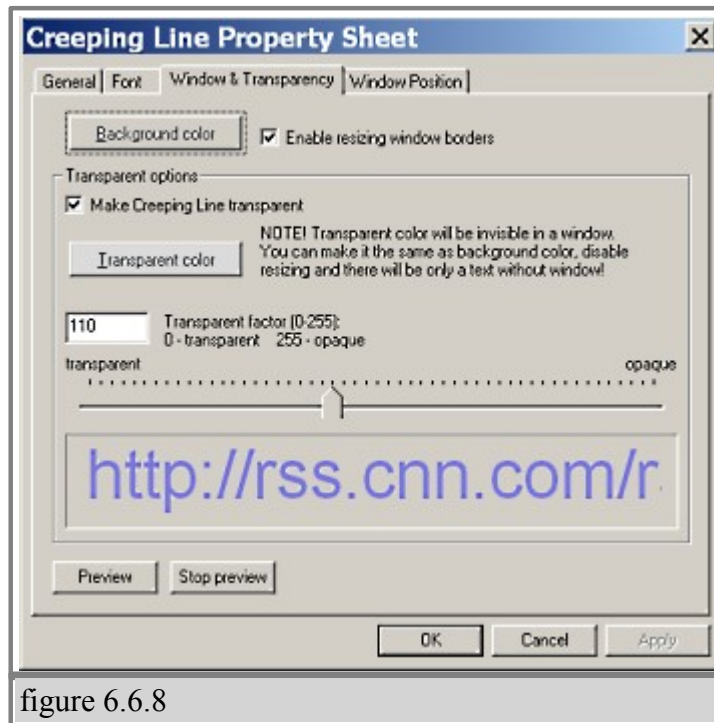 Creeping Line Property Sheet
General Font Window & Transparency Window Position
Background color Enable resizing window borders
Transparent options
Make Creeping Line transparent
Transparent color
NOTE! Transparent color will be invisible in a window.
You can make it the same as background color, disable
resizing and there will be only a text without window!
110
Transparent factor (0-255):
0 - transparent 255 - opaque
transparent opaque
http://rss.cnn.com/r
Preview Stop preview
OK Cancel Apply
figure 6.6.8